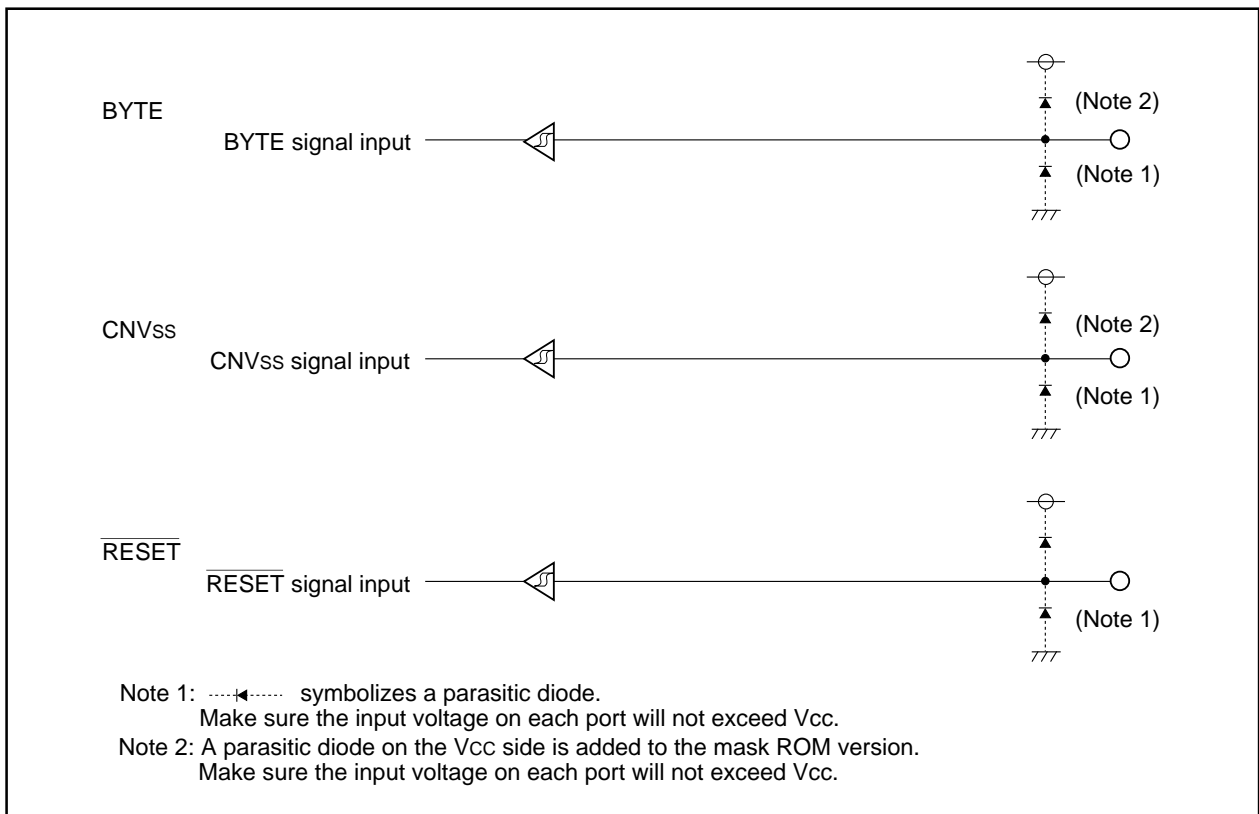 BYTE
(Note 2)
BYTE signal input
(Note 1)
CNVss
(Note 2)
CNVss signal input
(Note 1)
RESET
RESET signal input
(Note 1)
Note 1: symbolizes a parasitic diode.
Make sure the input voltage on each port will not exceed Vcc.
Note 2: A parasitic diode on the VCC side is added to the mask ROM version.
Make sure the input voltage on each port will not exceed Vcc.